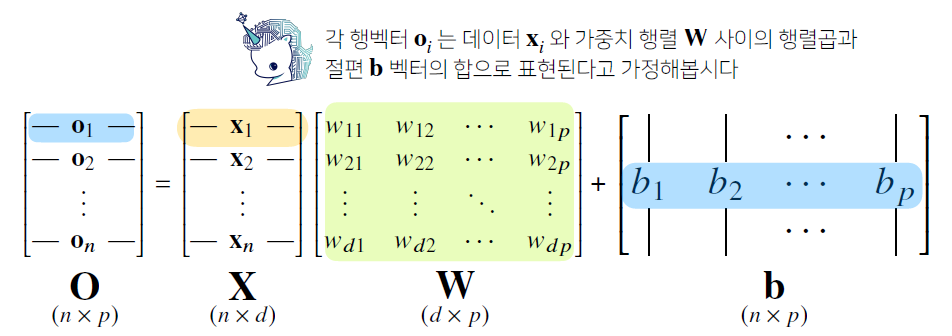 각 행벡터 𝐨ᵢ 는 데이터 𝐱ᵢ 와 가중치 행렬 𝐖 사이의 행렬곱과
절편 𝐛 벡터의 합으로 표현된다고 가정해봅시다
— 𝐨₁ — — 𝐱₁ — w₁₁ w₁₂ ⋯ w₁ₚ ⋯
— 𝐨₂ — — 𝐱₂ — w₂₁ w₂₂ ⋯ w₂ₚ
= + b₁ b₂ ⋯ bₚ
⋮ ⋮ ⋮ ⋮ ⋱ ⋮
— 𝐨ₙ — — 𝐱ₙ — w_d1 w_d2 ⋯ w_dp ⋯
𝐎 𝐗 𝐖 𝐛
(n × p) (n × d) (d × p) (n × p)